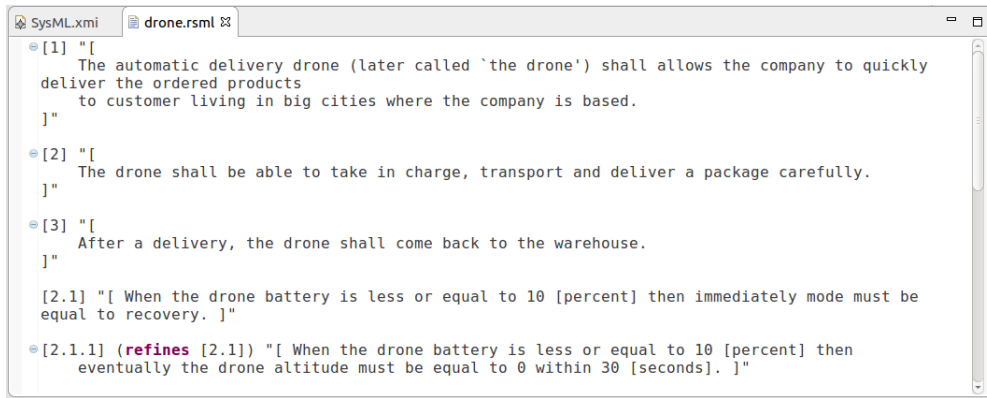 SysML.xmi drone.rsml
[1] "[
The automatic delivery drone (later called `the drone') shall allows the company to quickly
deliver the ordered products
to customer living in big cities where the company is based.
]"
[2] "[
The drone shall be able to take in charge, transport and deliver a package carefully.
]"
[3] "[
After a delivery, the drone shall come back to the warehouse.
]"
[2.1] "[ When the drone battery is less or equal to 10 [percent] then immediately mode must be
equal to recovery. ]"
[2.1.1] (refines [2.1]) "[ When the drone battery is less or equal to 10 [percent] then
eventually the drone altitude must be equal to 0 within 30 [seconds]. ]"